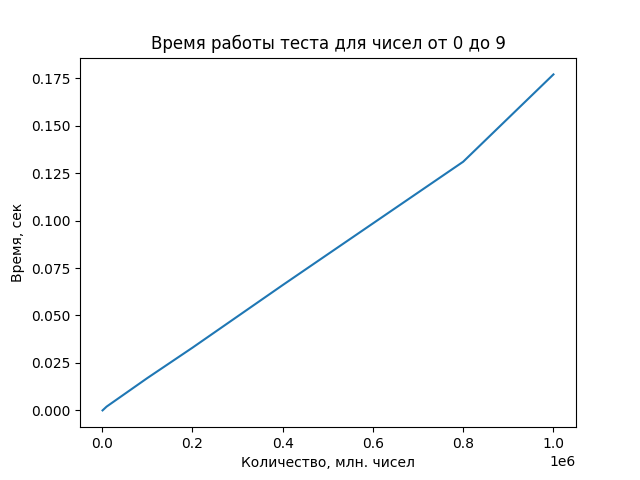 Время работы теста для чисел от 0 до 9
0.175
0.150
0.125
0.100
0.075
0.050
0.025
0.000
Время, сек
0.0 0.2 0.4 0.6 0.8 1.0
1e6
Количество, млн. чисел